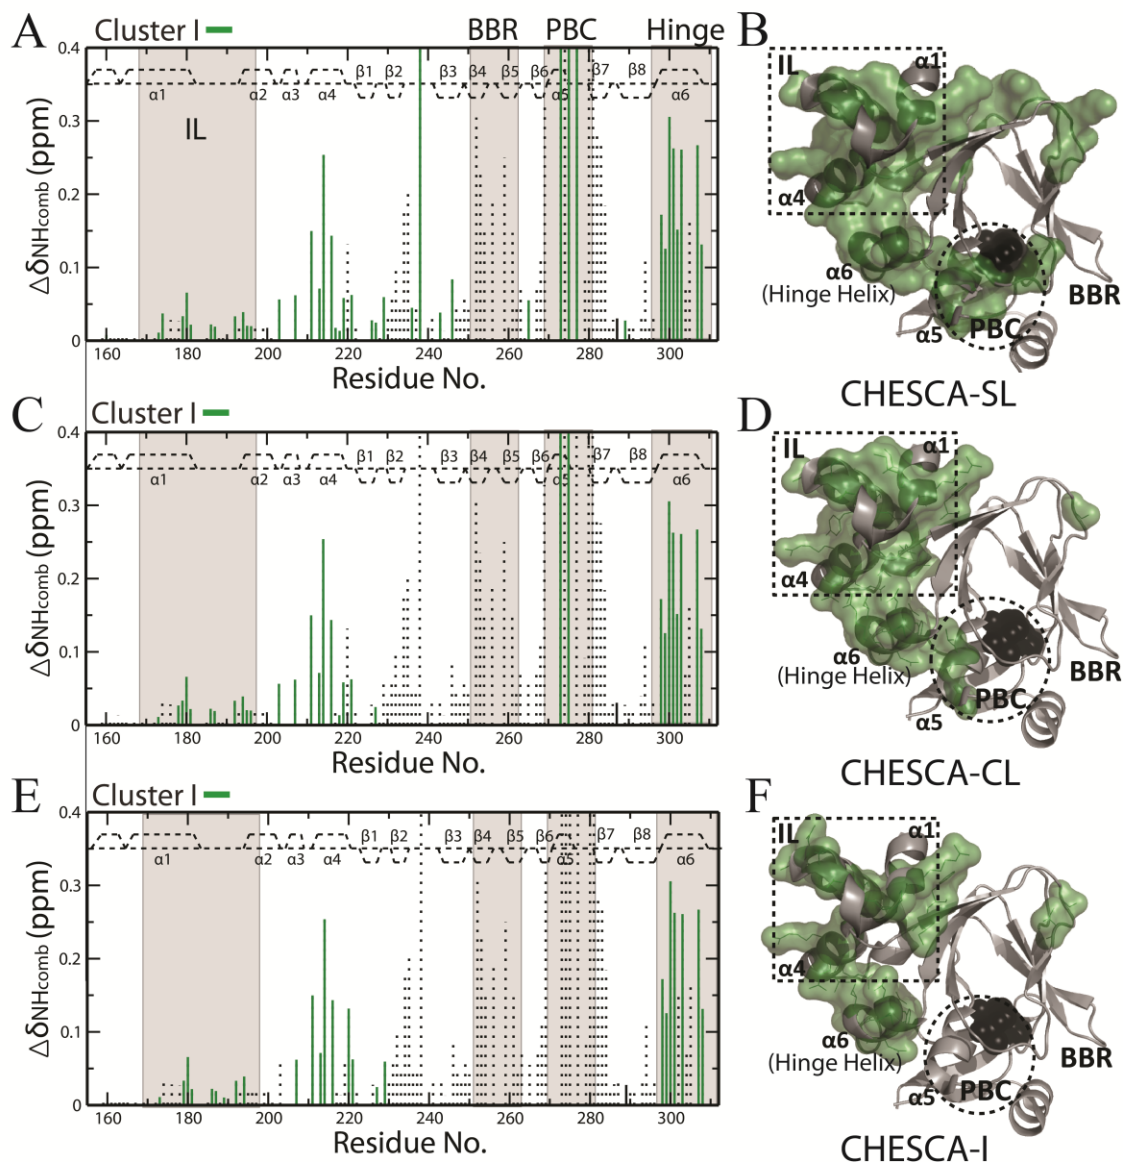 A
Cluster I
BBR PBC Hinge
0.4
0.3
0.2
0.1
0
β1 β2 β3 β4 β5 β6 β7 β8
α1 α2 α3 α4 α5 α6
IL
ΔδNHcomb (ppm)
160 180 200 220 240 260 280 300
Residue No.
B
IL
α1
α4
α6
(Hinge Helix)
α5
PBC
BBR
CHESCA-SL
C
Cluster I
0.4
0.3
0.2
0.1
0
β1 β2 β3 β4 β5 β6 β7 β8
α1 α2 α3 α4 α5 α6
ΔδNHcomb (ppm)
160 180 200 220 240 260 280 300
Residue No.
D
IL
α1
α4
α6
(Hinge Helix)
α5
PBC
BBR
CHESCA-CL
E
Cluster I
0.4
0.3
0.2
0.1
0
β1 β2 β3 β4 β5 β6 β7 β8
α1 α2 α3 α4 α5 α6
ΔδNHcomb (ppm)
160 180 200 220 240 260 280 300
Residue No.
F
IL
α1
α4
α6
(Hinge Helix)
α5
PBC
BBR
CHESCA-I